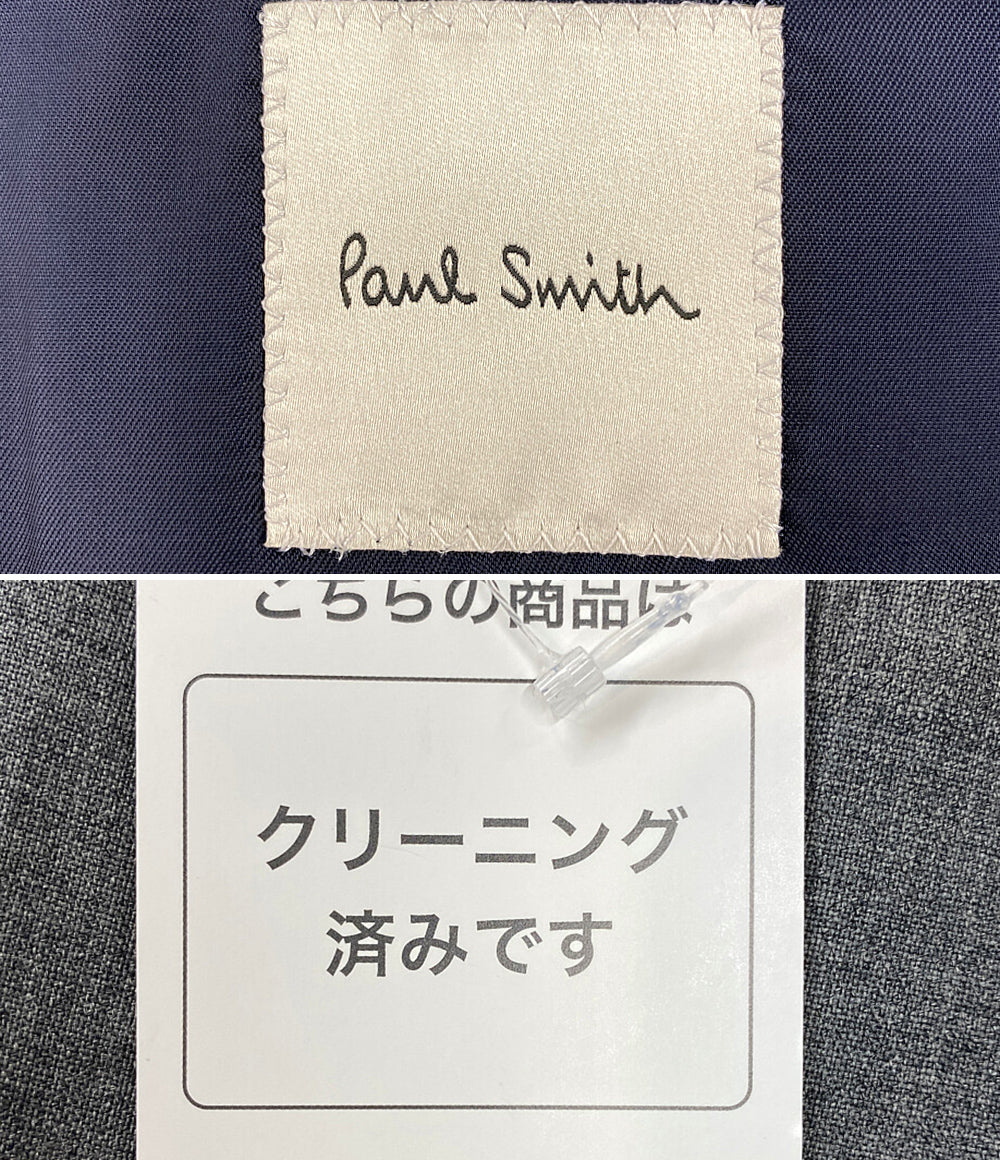 Paul Smith
こちらの商品は
クリーニング
済みです